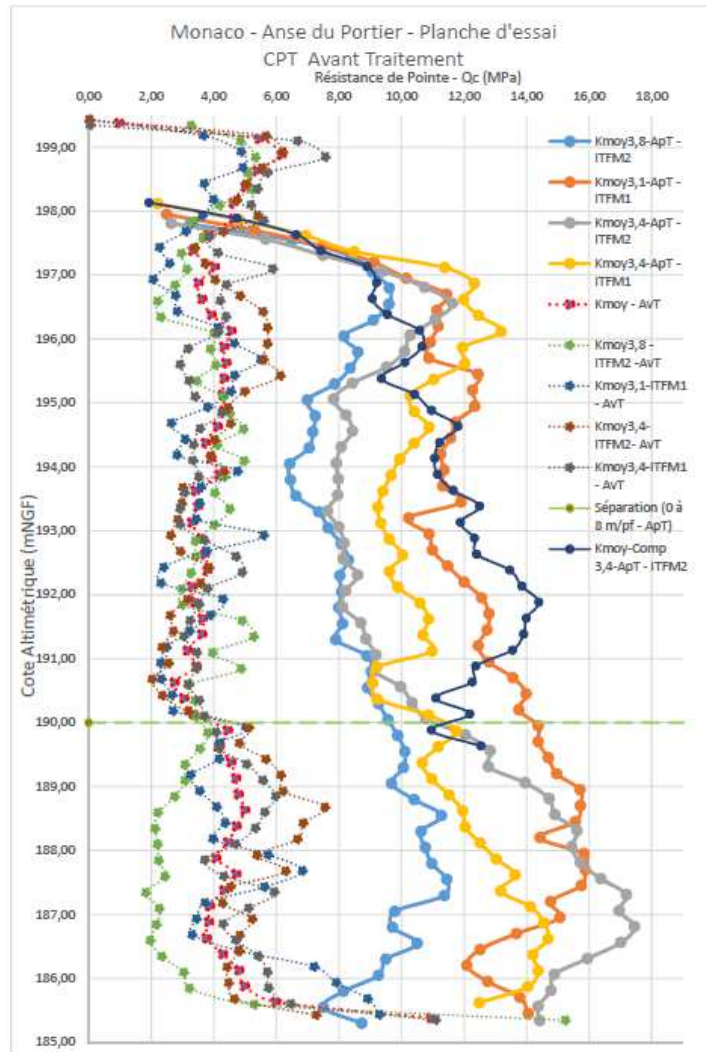 Monaco - Anse du Portier - Planche d'essai
CPT Avant Traitement
Résistance de Pointe - Qc (MPa)
0,00 2,00 4,00 6,00 8,00 10,00 12,00 14,00 16,00 18,00
199,00
198,00
197,00
196,00
195,00
194,00
193,00
192,00
191,00
190,00
189,00
188,00
187,00
186,00
185,00
Cote Altimétrique (mNGF)
Kmoy3,8-ApT -
ITFM2
Kmoy3,1-ApT -
ITFM1
Kmoy3,4-ApT -
ITFM2
Kmoy3,4-ApT -
ITFM1
Kmoy - AvT
Kmoy3,8 -
ITFM2 -AvT
Kmoy3,1-ITFM1
- AvT
Kmoy3,4-
ITFM2- AvT
Kmoy3,4-ITFM1
- AvT
Séparation (0 à
8 m/pf - ApT)
Kmoy-Comp
3,4-ApT - ITFM2